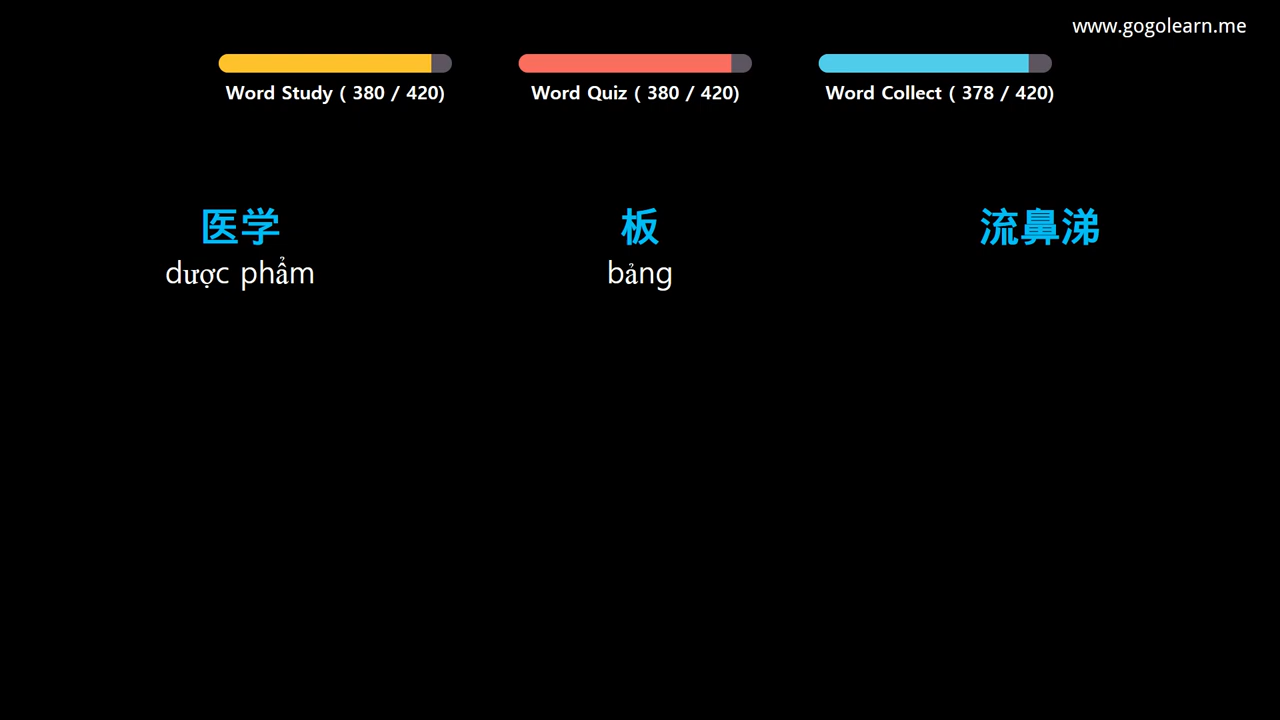 www.gogolearn.me
Word Study ( 380 / 420)
Word Quiz ( 380 / 420)
Word Collect ( 378 / 420)
医学
板
流鼻涕
dược phẩm
bảng